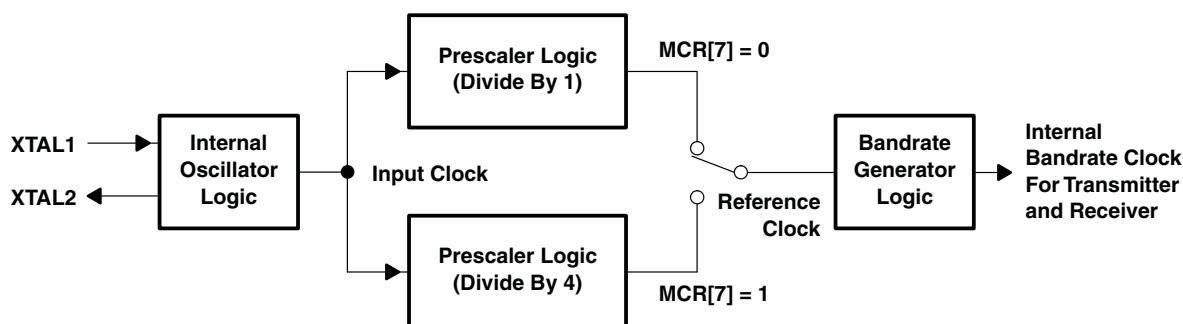 Prescaler Logic
(Divide By 1)
MCR[7] = 0
XTAL1
XTAL2
Internal
Oscillator
Logic
Input Clock
Bandrate
Generator
Logic
Internal
Bandrate Clock
For Transmitter
and Receiver
Reference
Clock
Prescaler Logic
(Divide By 4)
MCR[7] = 1